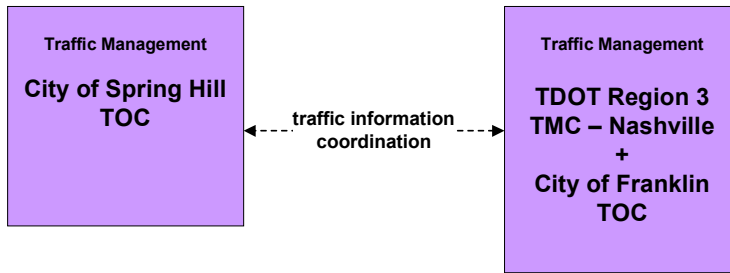 Traffic Management
City of Spring Hill
TOC
traffic information
coordination
Traffic Management
TDOT Region 3
TMC – Nashville
+
City of Franklin
TOC